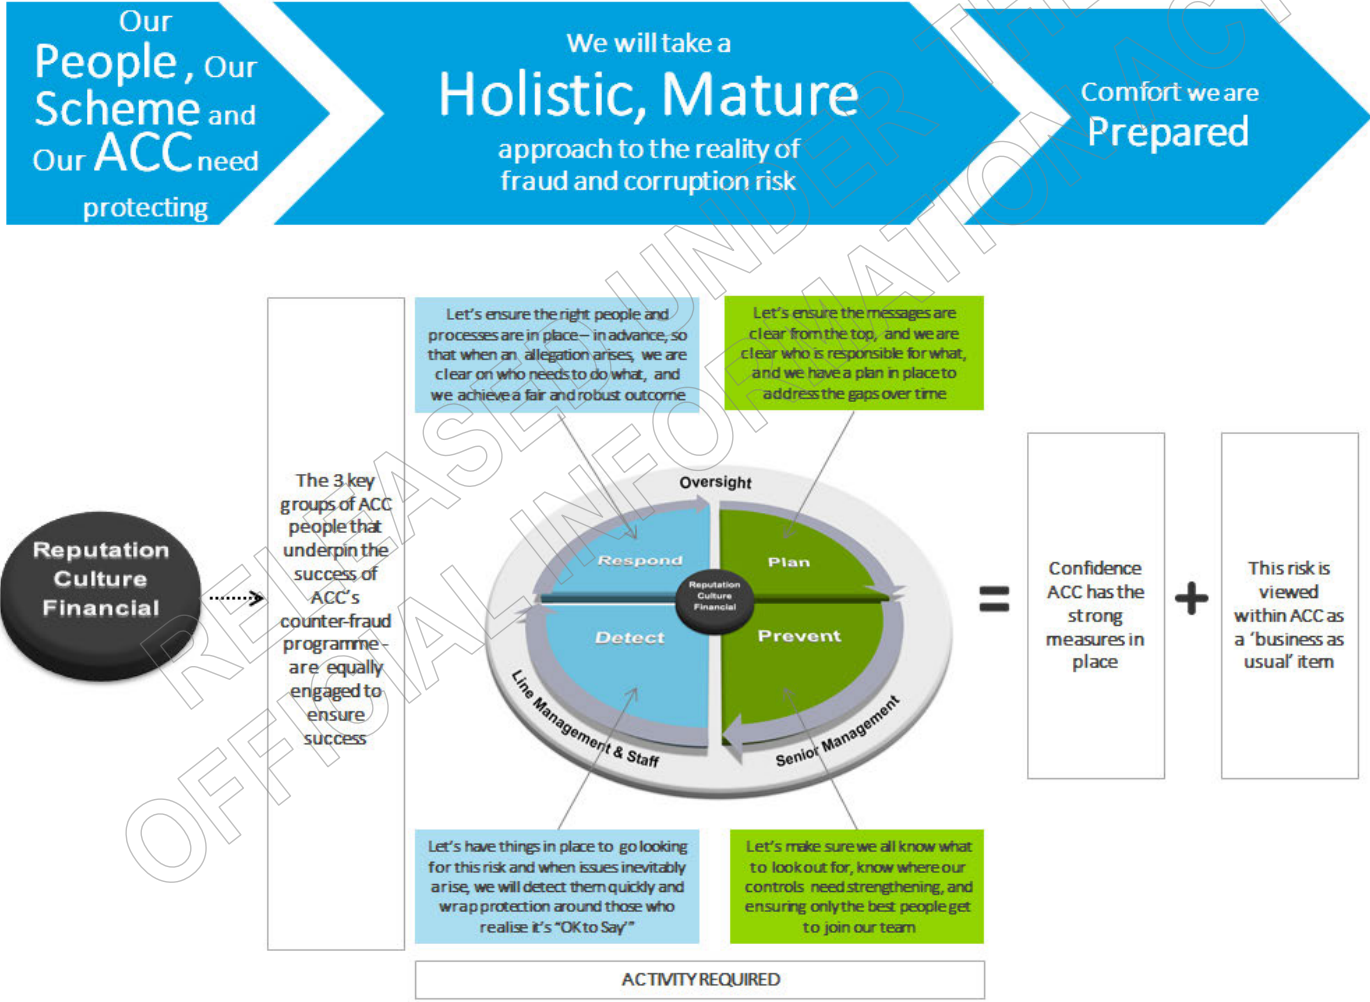 Our
People, Our
Scheme and
Our ACC need
protecting
We will take a
Holistic, Mature
approach to the reality of
fraud and corruption risk
Comfort we are
Prepared
Reputation
Culture
Financial
The 3 key
groups of ACC
people that
underpin the
success of
ACC's
counter-fraud
programme –
are equally
engaged to
ensure
success
Let's ensure the right people and
processes are in place – in advance, so
that when an allegation arises, we are
clear on who needs to do what, and
we achieve a fair and robust outcome
Let's ensure the messages are
clear from the top, and we are
clear who is responsible for what,
and we have a plan in place to
address the gaps over time
Oversight
Respond
Plan
Reputation
Culture
Financial
Detect
Prevent
Line Management & Staff
Senior Management
Let's have things in place to go looking
for this risk and when issues inevitably
arise, we will detect them quickly and
wrap protection around those who
realise it's "OK to Say'"
Let's make sure we all know what
to look out for, know where our
controls need strengthening, and
ensuring only the best people get
to join our team
ACTIVITY REQUIRED
=
Confidence
ACC has the
strong
measures in
place
+
This risk is
viewed
within ACC as
a 'business as
usual' item
RELEASED UNDER THE
OFFICIAL INFORMATION ACT